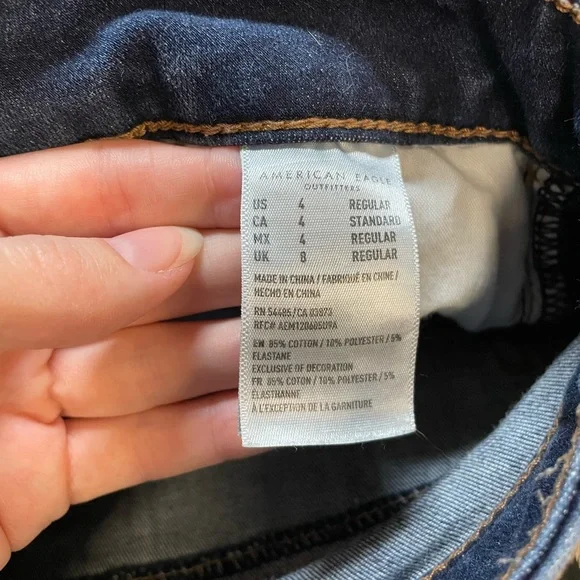 AMERICAN EAGLE
OUTFITTERS
US 4 REGULAR
CA 4 STANDARD
MX 4 REGULAR
UK 8 REGULAR
MADE IN CHINA / FABRIQUÉ EN CHINE /
HECHO EN CHINA
RN 54485/CA 03873
RFC# AEM120605U9A
EN 85% COTTON / 10% POLYESTER / 5%
ELASTANE
EXCLUSIVE OF DECORATION
FR 85% COTON / 10% POLYESTER / 5%
ÉLASTHANNE
À L'EXCEPTION DE LA GARNITURE